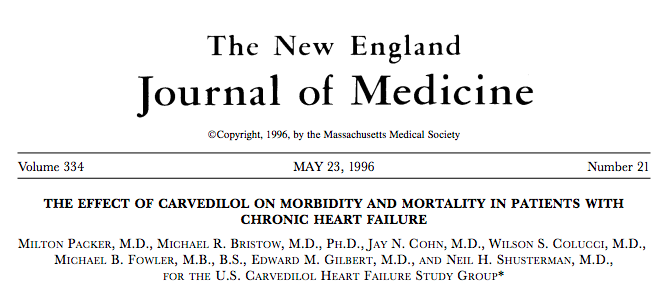 The New England
Journal of Medicine
©Copyright, 1996, by the Massachusetts Medical Society
Volume 334 MAY 23, 1996 Number 21
THE EFFECT OF CARVEDILOL ON MORBIDITY AND MORTALITY IN PATIENTS WITH
CHRONIC HEART FAILURE
MILTON PACKER, M.D., MICHAEL R. BRISTOW, M.D., PH.D., JAY N. COHN, M.D., WILSON S. COLUCCI, M.D.,
MICHAEL B. FOWLER, M.B., B.S., EDWARD M. GILBERT, M.D., AND NEIL H. SHUSTERMAN, M.D.,
FOR THE U.S. CARVEDILOL HEART FAILURE STUDY GROUP*